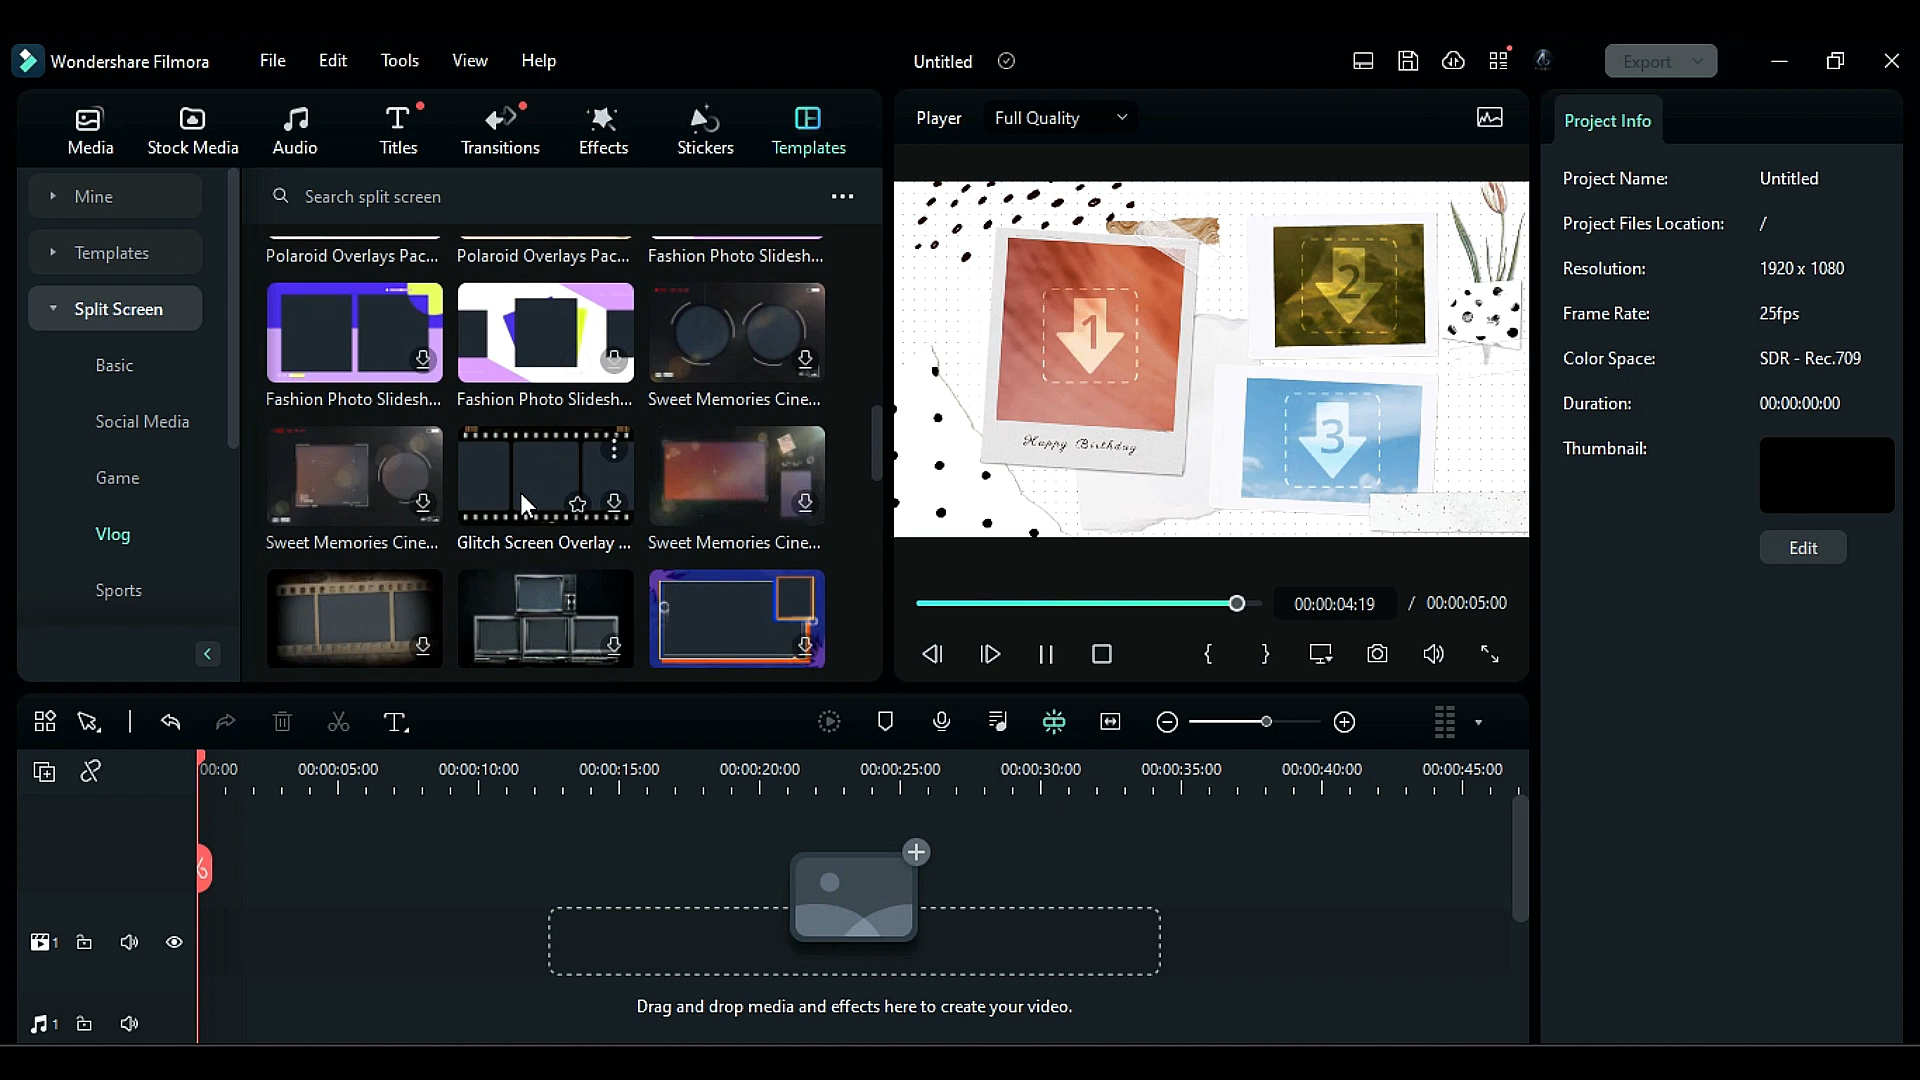 Wondershare Filmora
File
Edit
Tools
View
Help
Untitled
Export
Media
Stock Media
Audio
Titles
Transitions
Effects
Stickers
Templates
Player
Full Quality
Project Info
Mine
Templates
Split Screen
Basic
Social Media
Game
Vlog
Sports
Search split screen
Polaroid Overlays Pac...
Polaroid Overlays Pac...
Fashion Photo Slidesh...
Fashion Photo Slidesh...
Fashion Photo Slidesh...
Sweet Memories Cine...
Sweet Memories Cine...
Glitch Screen Overlay ...
Sweet Memories Cine...
1
2
3
Happy Birthday
00:00:04:19
/ 00:00:05:00
{
}
Project Name: Untitled
Project Files Location: /
Resolution: 1920 x 1080
Frame Rate: 25fps
Color Space: SDR - Rec.709
Duration: 00:00:00:00
Thumbnail:
Edit
00:00
00:00:05:00
00:00:10:00
00:00:15:00
00:00:20:00
00:00:25:00
00:00:30:00
00:00:35:00
00:00:40:00
00:00:45:00
1
Drag and drop media and effects here to create your video.
1